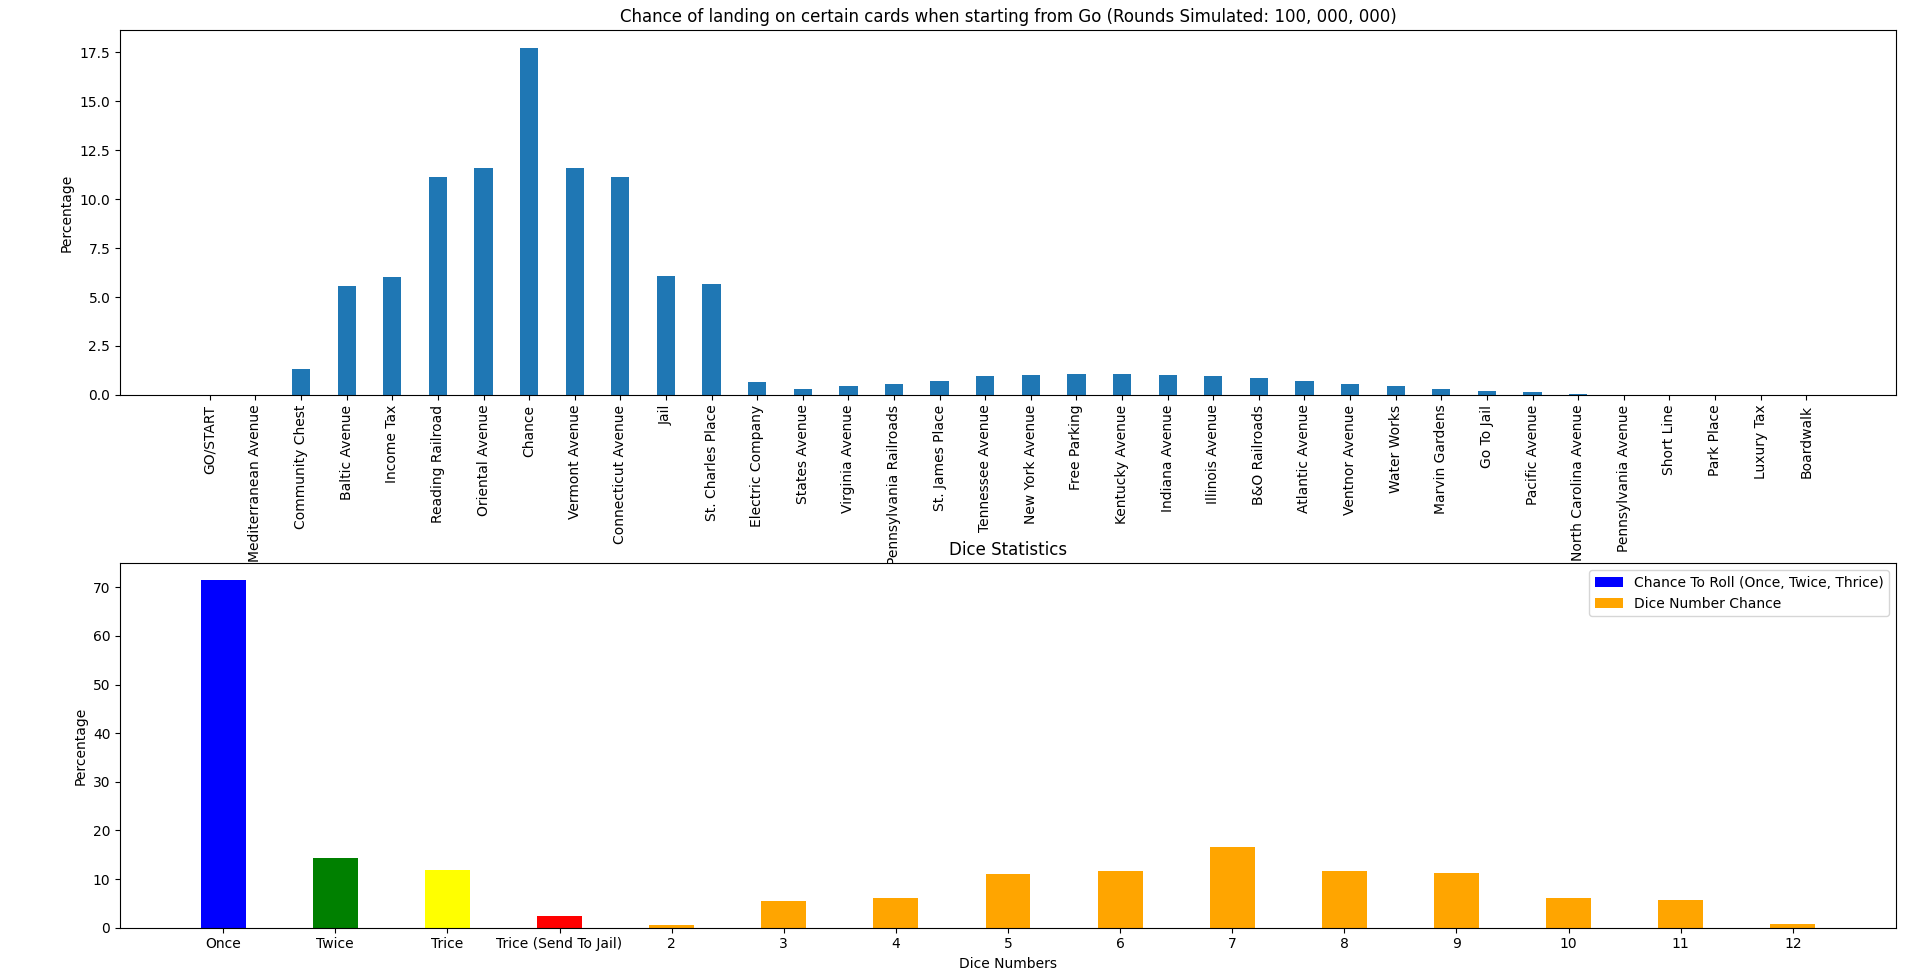 Chance of landing on certain cards when starting from Go (Rounds Simulated: 100, 000, 000)
Percentage
17.5
15.0
12.5
10.0
7.5
5.0
2.5
0.0
GO/START
Mediterranean Avenue
Community Chest
Baltic Avenue
Income Tax
Reading Railroad
Oriental Avenue
Chance
Vermont Avenue
Connecticut Avenue
Jail
St. Charles Place
Electric Company
States Avenue
Virginia Avenue
Pennsylvania Railroads
St. James Place
Tennessee Avenue
New York Avenue
Free Parking
Kentucky Avenue
Indiana Avenue
Illinois Avenue
B&O Railroads
Atlantic Avenue
Ventnor Avenue
Water Works
Marvin Gardens
Go To Jail
Pacific Avenue
North Carolina Avenue
Pennsylvania Avenue
Short Line
Park Place
Luxury Tax
Boardwalk
Dice Statistics
Chance To Roll (Once, Twice, Thrice)
Dice Number Chance
Percentage
70
60
50
40
30
20
10
0
Once
Twice
Trice
Trice (Send To Jail)
2
3
4
5
6
7
8
9
10
11
12
Dice Numbers